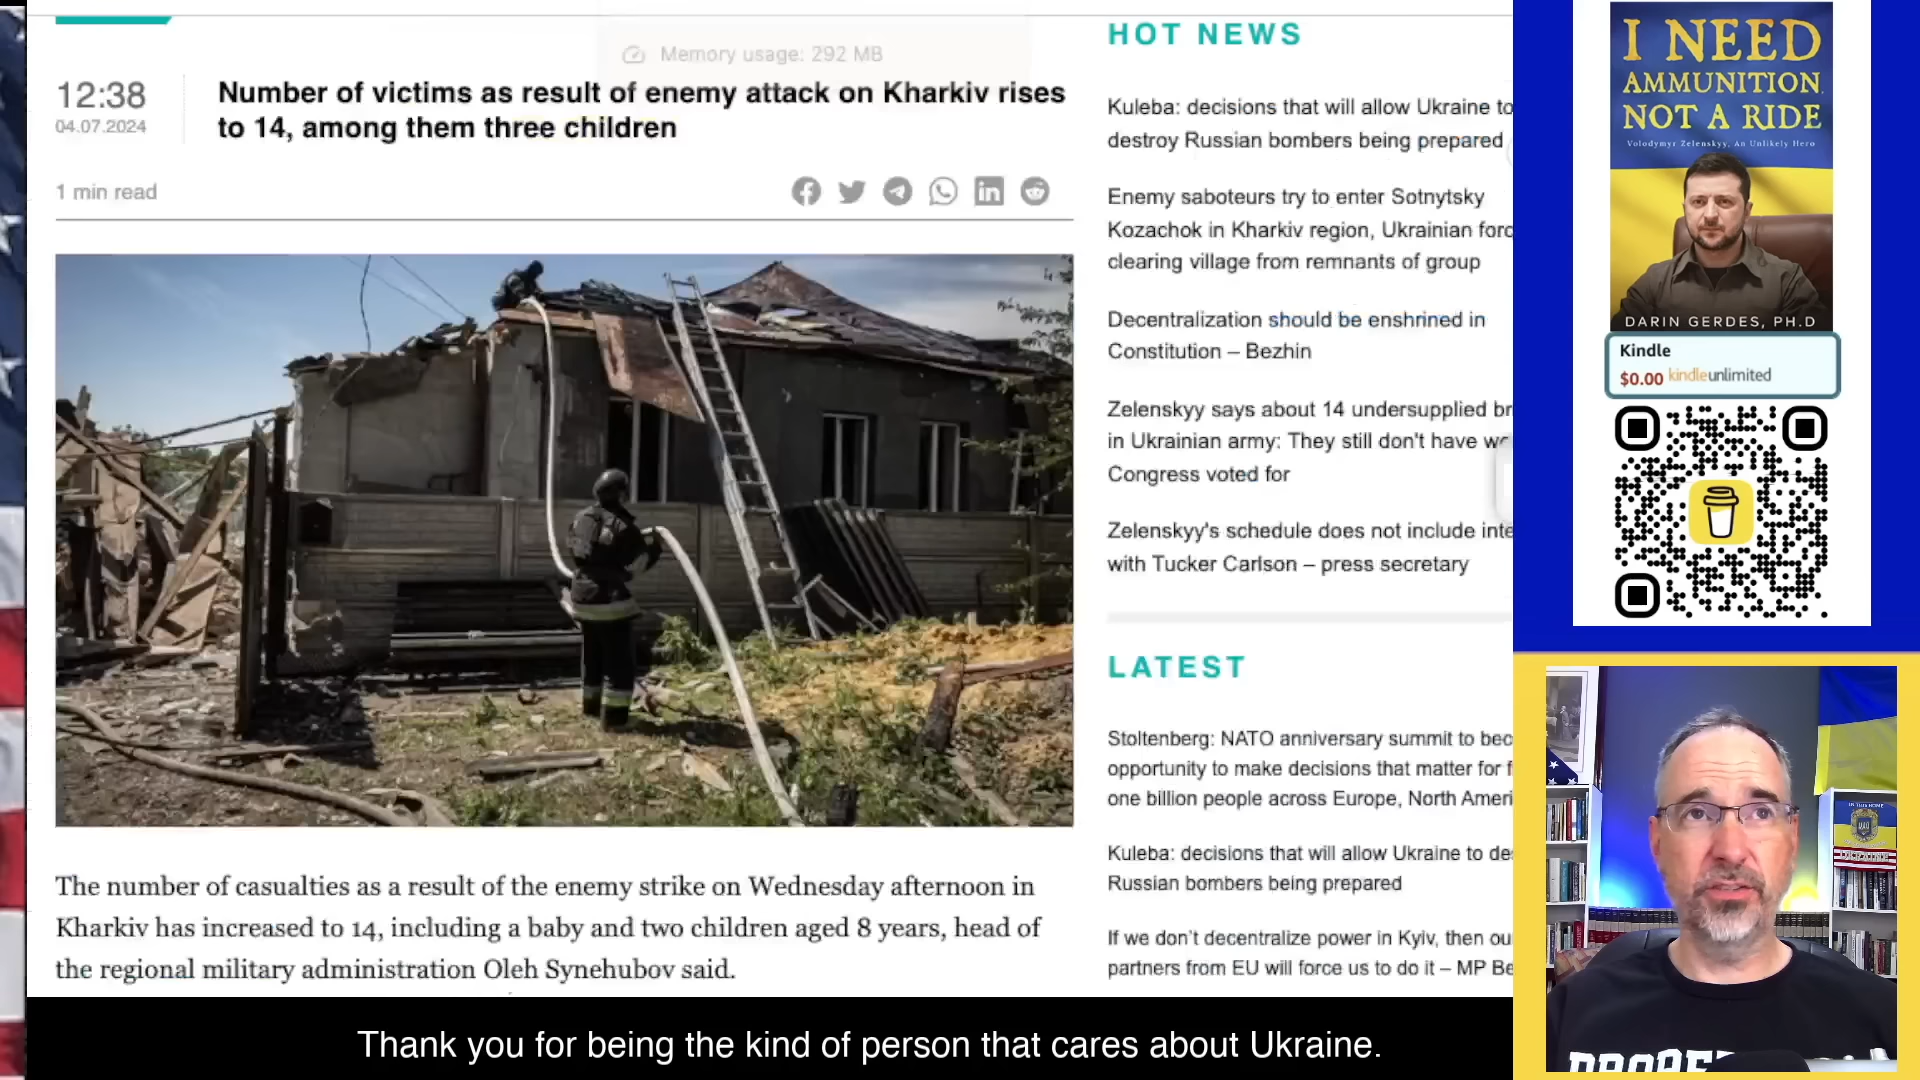 Memory usage: 292 MB
12:38
04.07.2024
Number of victims as result of enemy attack on Kharkiv rises
to 14, among them three children
1 min read
The number of casualties as a result of the enemy strike on Wednesday afternoon in
Kharkiv has increased to 14, including a baby and two children aged 8 years, head of
the regional military administration Oleh Synehubov said.
HOT NEWS
Kuleba: decisions that will allow Ukraine to
destroy Russian bombers being prepared
Enemy saboteurs try to enter Sotnytsky
Kozachok in Kharkiv region, Ukrainian forc
clearing village from remnants of group
Decentralization should be enshrined in
Constitution – Bezhin
Zelenskyy says about 14 undersupplied br
in Ukrainian army: They still don't have we
Congress voted for
Zelenskyy's schedule does not include inte
with Tucker Carlson – press secretary
LATEST
Stoltenberg: NATO anniversary summit to bec
opportunity to make decisions that matter for f
one billion people across Europe, North Ameri
Kuleba: decisions that will allow Ukraine to de
Russian bombers being prepared
If we don't decentralize power in Kyiv, then ou
partners from EU will force us to do it – MP Be
Thank you for being the kind of person that cares about Ukraine.
I NEED
AMMUNITION,
NOT A RIDE
Volodymyr Zelenskyy, An Unlikely Hero
DARIN GERDES, PH.D
Kindle
$0.00 kindleunlimited
IN THIS HOME
UKRAINE